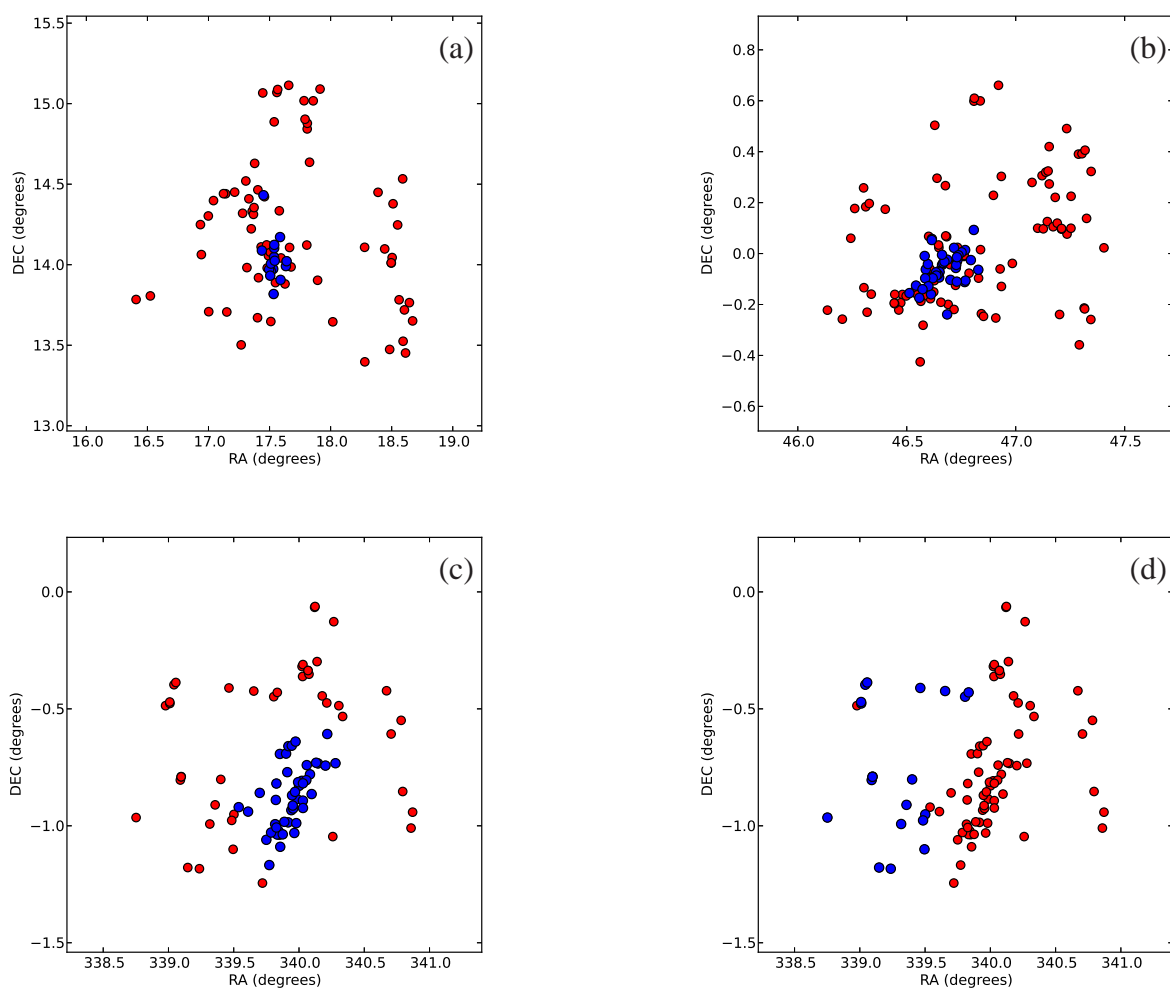 (a)
15.5
15.0
14.5
14.0
13.5
13.0
DEC (degrees)
16.0 16.5 17.0 17.5 18.0 18.5 19.0
RA (degrees)
(b)
0.8
0.6
0.4
0.2
0.0
−0.2
−0.4
−0.6
DEC (degrees)
46.0 46.5 47.0 47.5
RA (degrees)
(c)
0.0
−0.5
−1.0
−1.5
DEC (degrees)
338.5 339.0 339.5 340.0 340.5 341.0
RA (degrees)
(d)
0.0
−0.5
−1.0
−1.5
DEC (degrees)
338.5 339.0 339.5 340.0 340.5 341.0
RA (degrees)